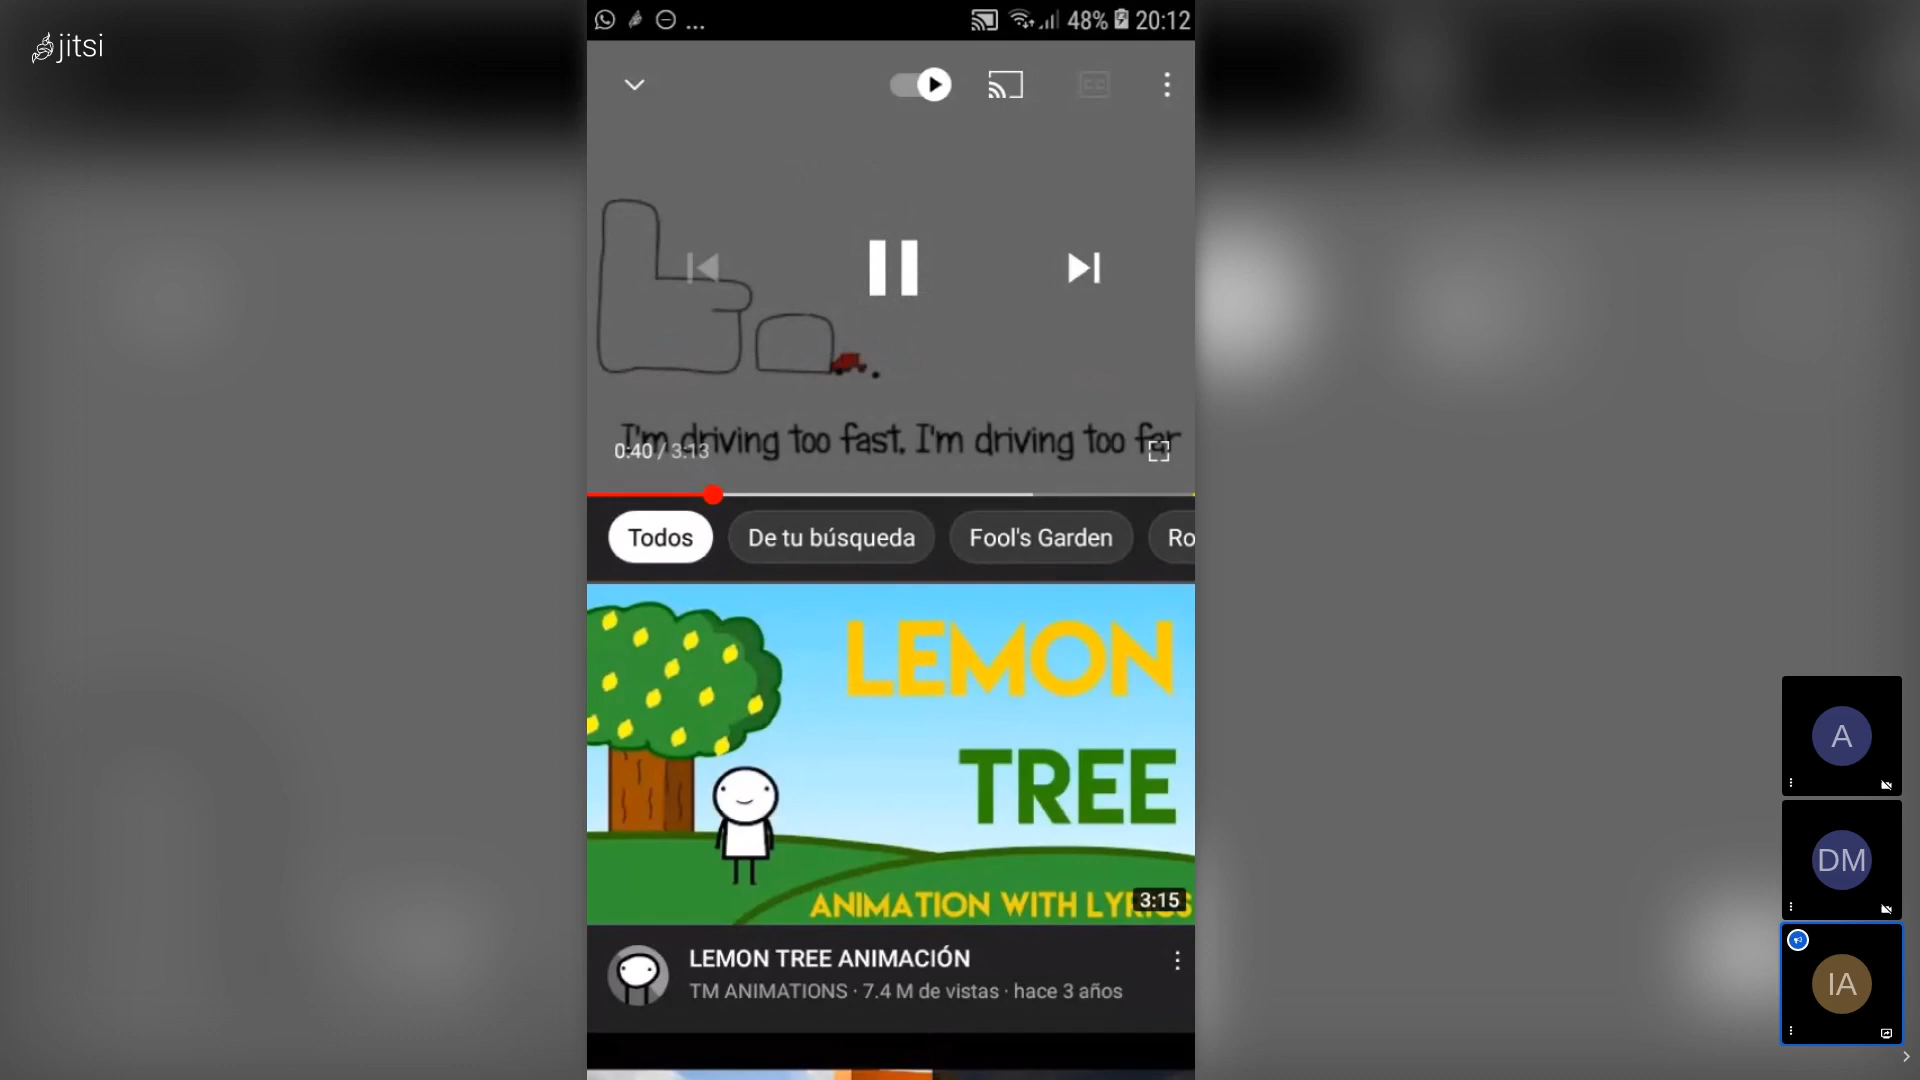 jitsi
... 48% 20:12
CC
I'm driving too fast. I'm driving too far
0:40 / 3:13
Todos De tu búsqueda Fool's Garden Ro
LEMON
TREE
ANIMATION WITH LYRICS
3:15
LEMON TREE ANIMACIÓN
TM ANIMATIONS · 7.4 M de vistas · hace 3 años
A
DM
IA